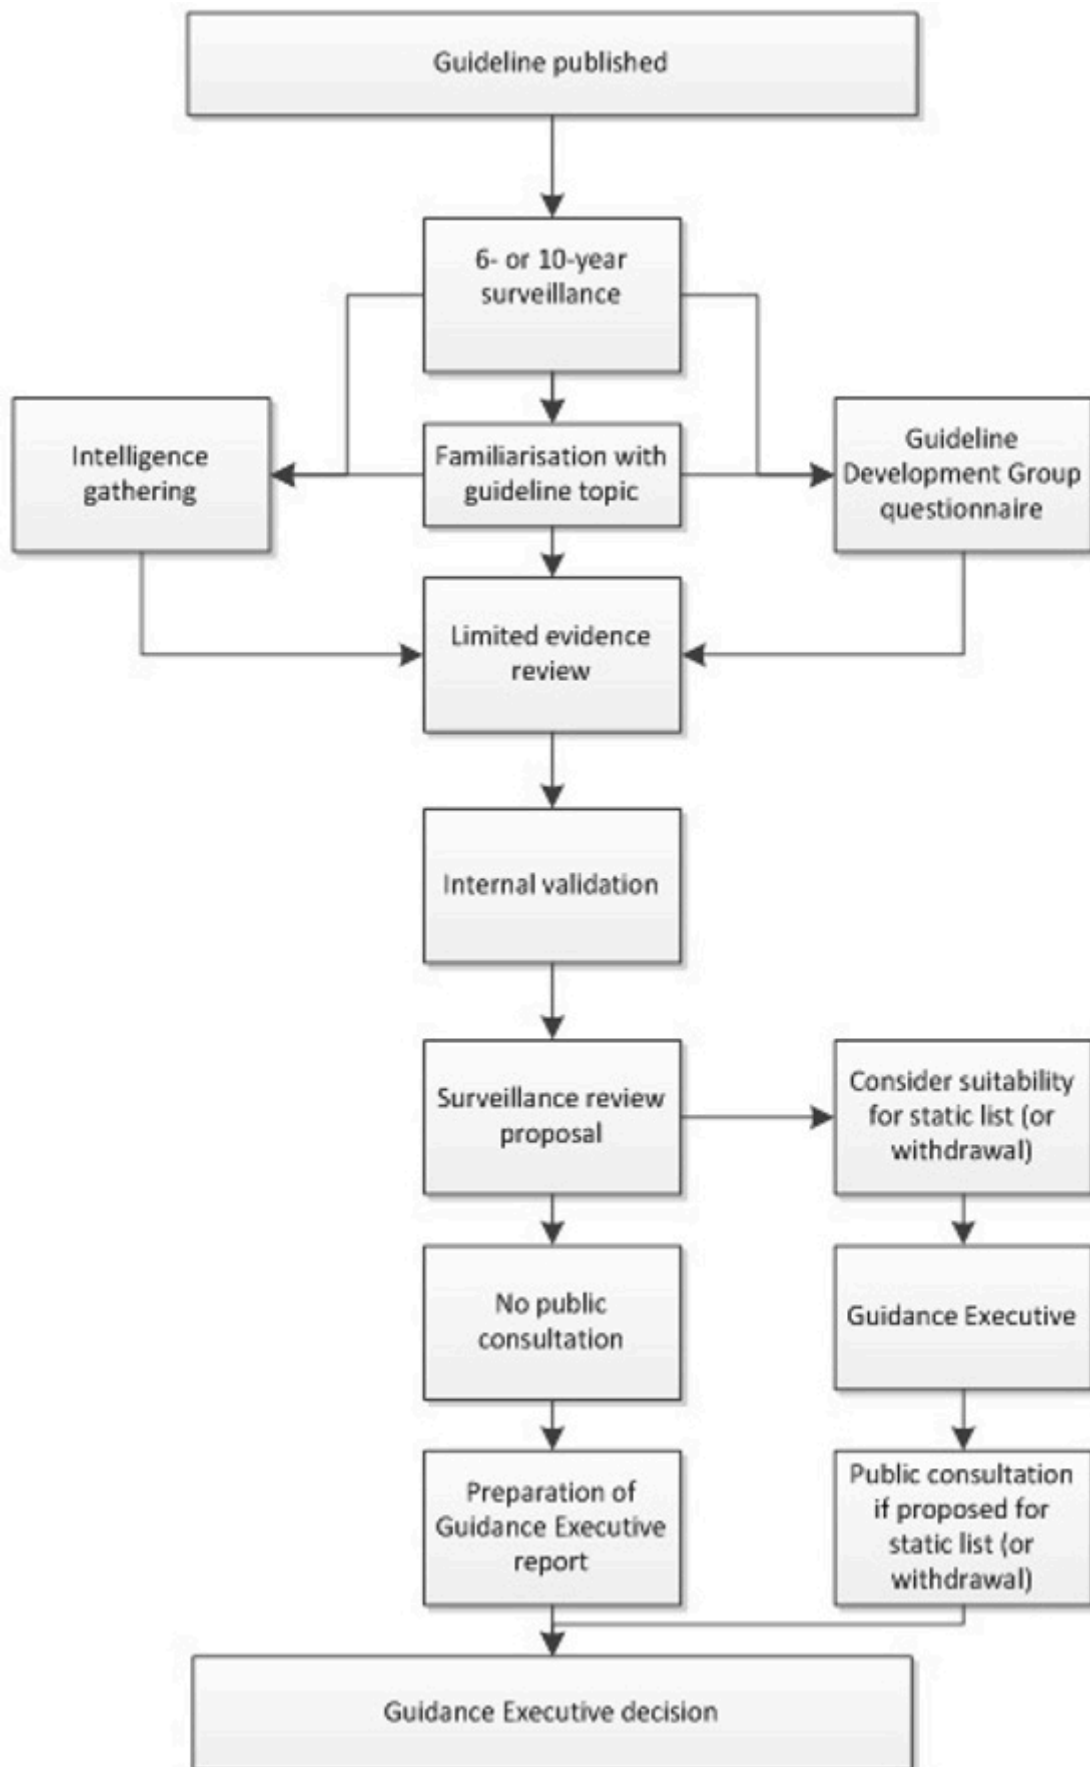 Guideline published
6- or 10-year
surveillance
Intelligence
gathering
Familiarisation with
guideline topic
Guideline
Development Group
questionnaire
Limited evidence
review
Internal validation
Surveillance review
proposal
Consider suitability
for static list (or
withdrawal)
No public
consultation
Guidance Executive
Preparation of
Guidance Executive
report
Public consultation
if proposed for
static list (or
withdrawal)
Guidance Executive decision